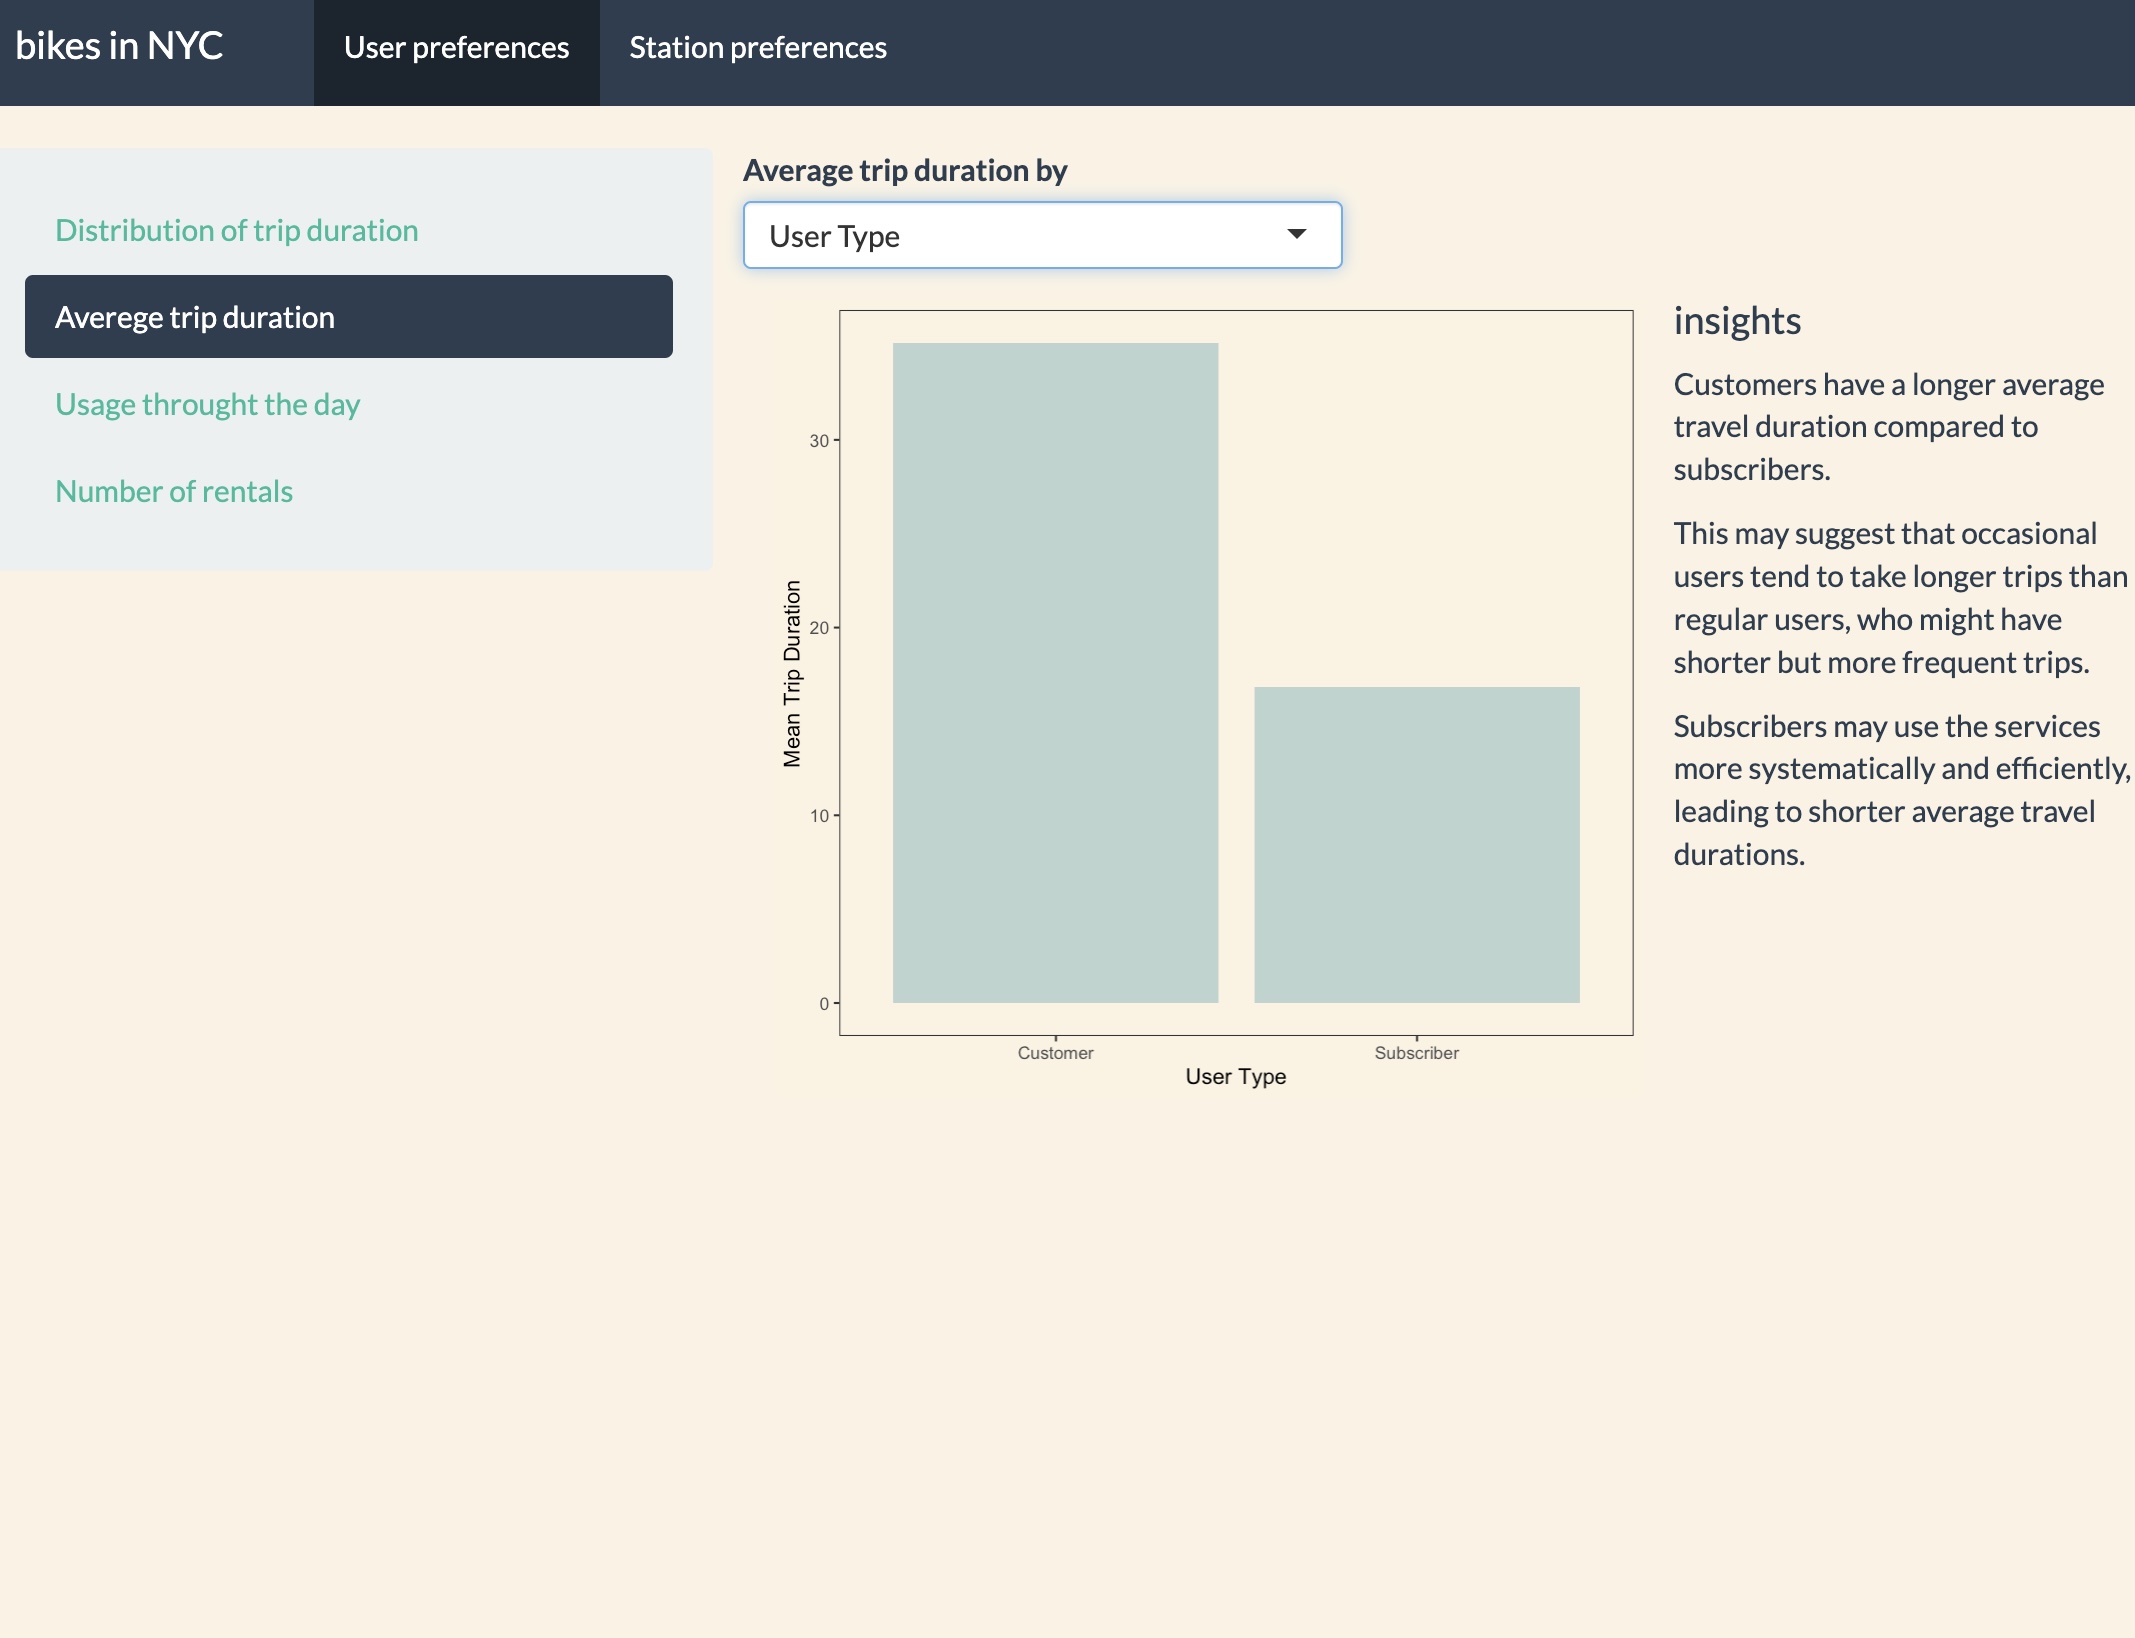 bikes in NYC
User preferences
Station preferences
Distribution of trip duration
Averege trip duration
Usage throught the day
Number of rentals
Average trip duration by
User Type
30
20
10
0
Mean Trip Duration
Customer
Subscriber
User Type
insights
Customers have a longer average
travel duration compared to
subscribers.
This may suggest that occasional
users tend to take longer trips than
regular users, who might have
shorter but more frequent trips.
Subscribers may use the services
more systematically and efficiently,
leading to shorter average travel
durations.